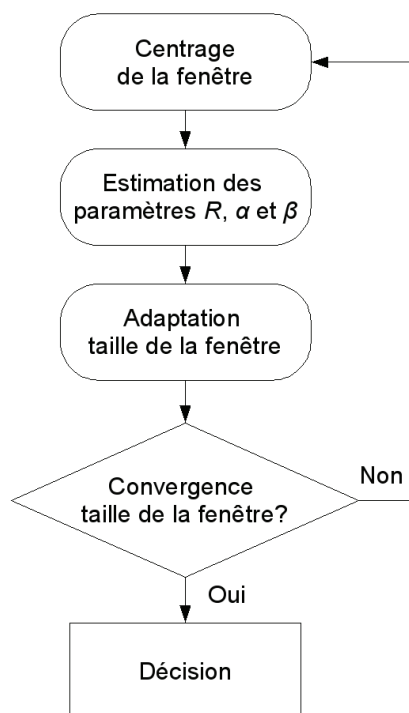 Centrage
de la fenêtre
Estimation des
paramètres R, α et β
Adaptation
taille de la fenêtre
Convergence
taille de la fenêtre?
Non
Oui
Décision